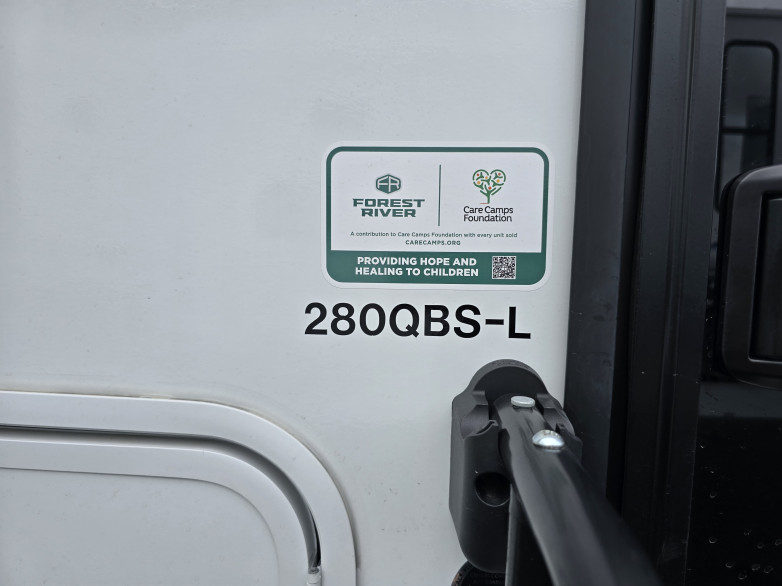 FR
FOREST
RIVER
Care Camps
Foundation
A contribution to Care Camps Foundation with every unit sold
CARECAMPS.ORG
PROVIDING HOPE AND
HEALING TO CHILDREN
280QBS-L